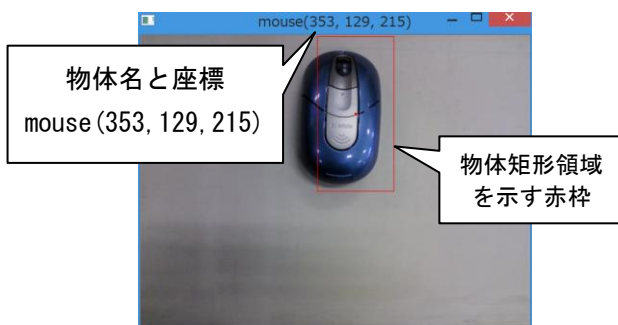 mouse(353, 129, 215)
物体名と座標
mouse(353,129,215)
物体矩形領域
を示す赤枠